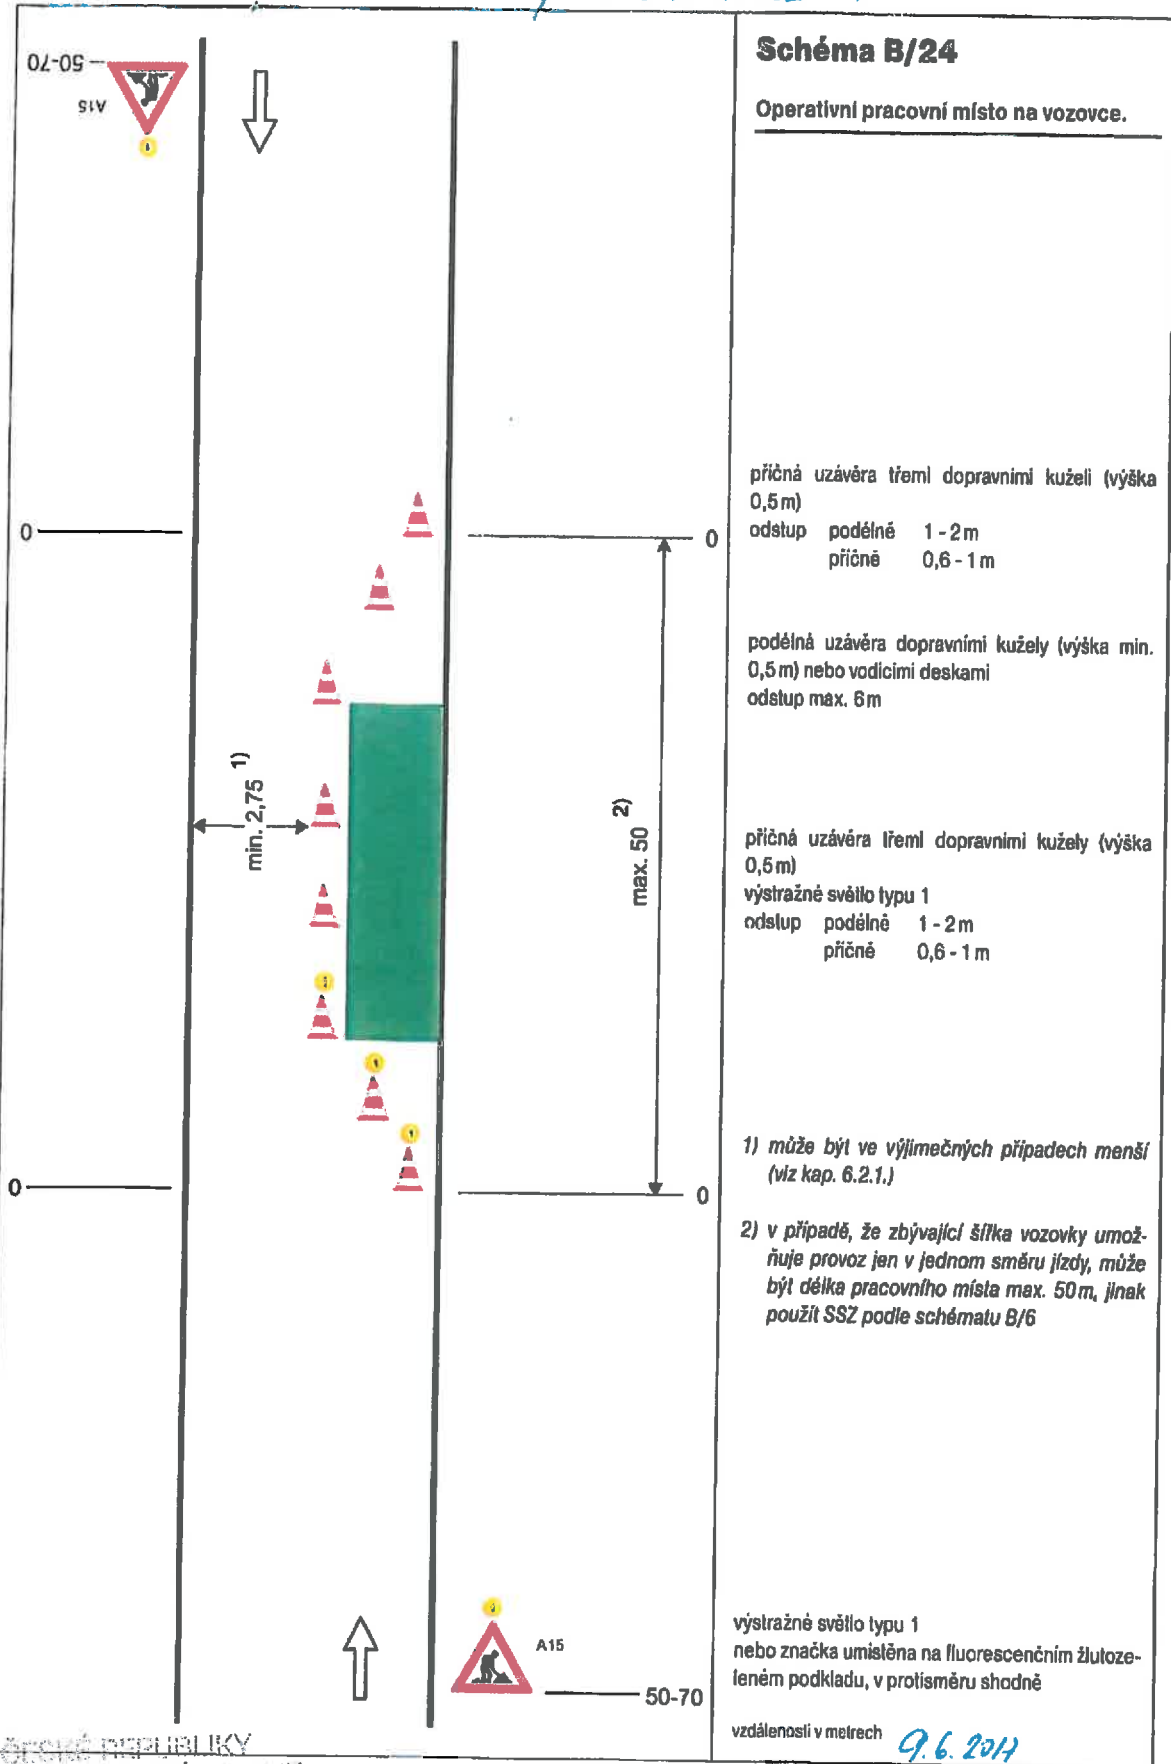 Schéma B/24
Operativní pracovní místo na vozovce.
50-70
A15
příčná uzávěra třemi dopravními kuželi (výška
0,5 m)
odstup podélné 1 - 2 m
příčné 0,6 - 1 m
0
0
podélná uzávěra dopravními kužely (výška min.
0,5 m) nebo vodicími deskami
odstup max. 6 m
min. 2,75 1)
max. 50 2)
příčná uzávěra třemi dopravními kužely (výška
0,5 m)
výstražné světlo typu 1
odstup podélné 1 - 2 m
příčné 0,6 - 1 m
0
0
1) může být ve výjimečných případech menší
(viz kap. 6.2.1.)
2) v případě, že zbývající šířka vozovky umož-
ňuje provoz jen v jednom směru jízdy, může
být délka pracovního místa max. 50 m, jinak
použít SSZ podle schématu B/6
A15
50-70
výstražné světlo typu 1
nebo značka umístěna na fluorescenčním žlutoze-
leném podkladu, v protisměru shodně
vzdálenosti v metrech
9.6.2017
REPUBLIKY